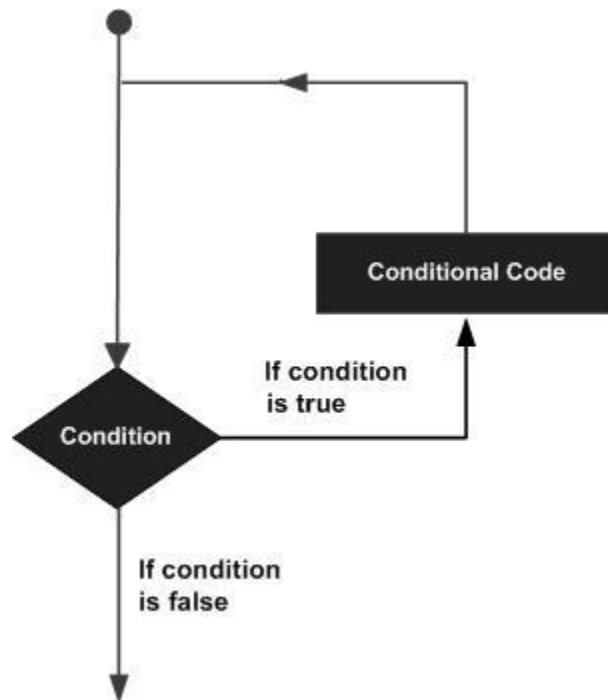 Conditional Code
If condition
is true
Condition
If condition
is false